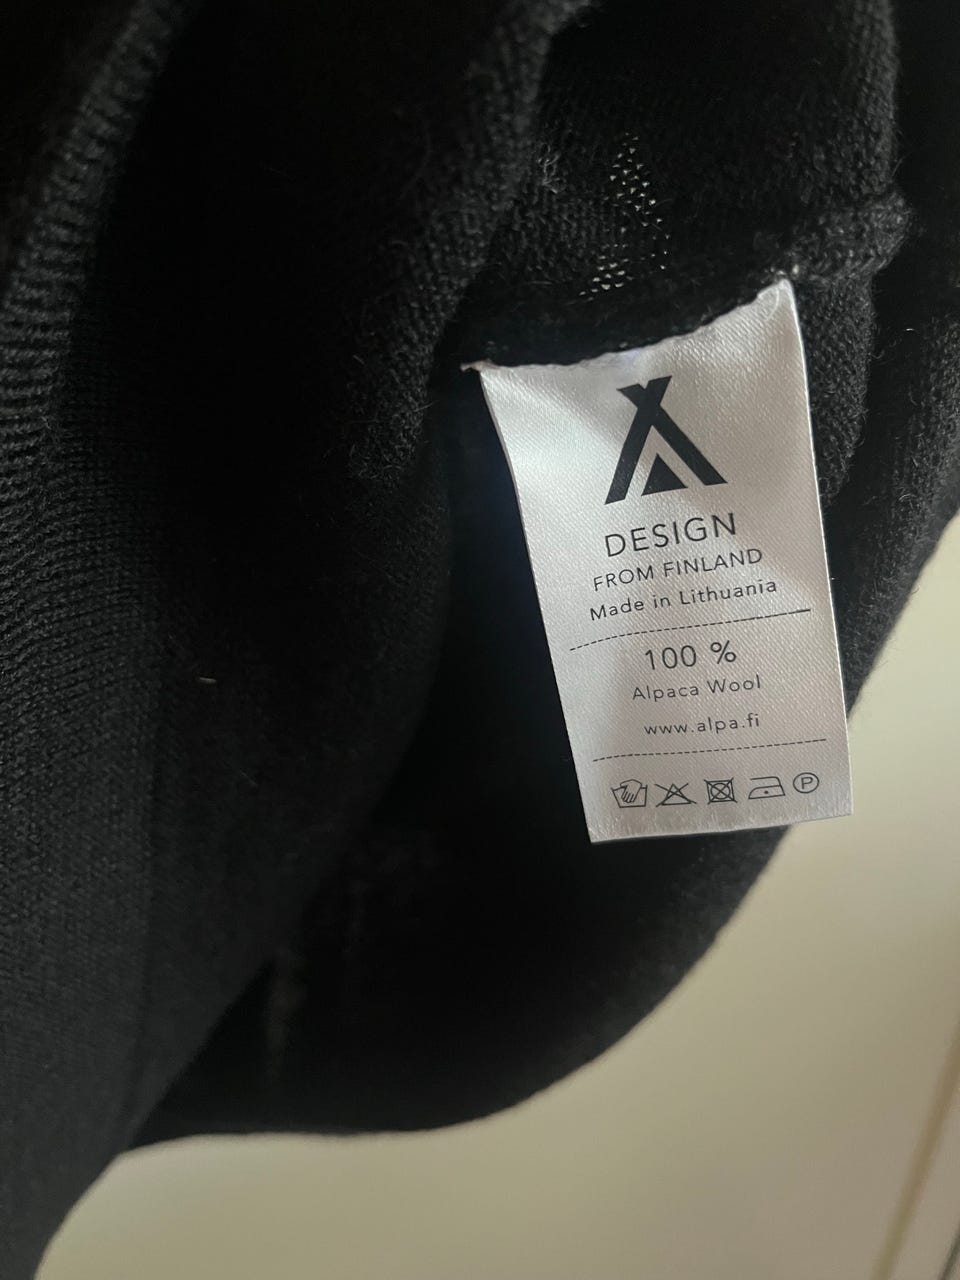 DESIGN
FROM FINLAND
Made in Lithuania
100 %
Alpaca Wool
www.alpa.fi
P